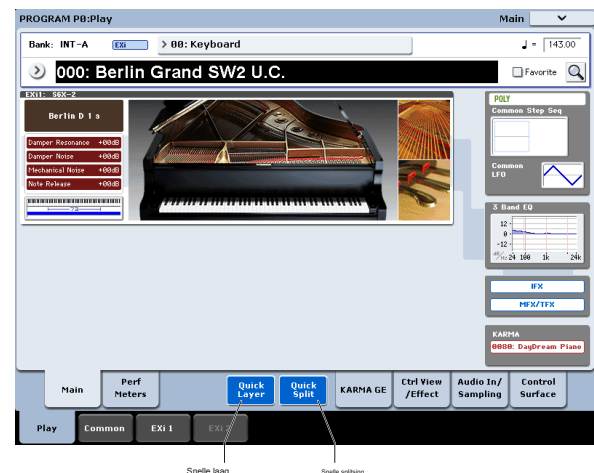 PROGRAM P0:Play
Main
Bank: INT-A EXi > 00: Keyboard ♩ = 143.00
000: Berlin Grand SW2 U.C. Favorite
EXi1: SGX-2
Berlin D 1 s
Damper Resonance +00dB
Damper Noise +00dB
Mechanical Noise +00dB
Note Release +00dB
73
POLY
Common Step Seq
Common
LFO
3 Band EQ
12
0
-12
dB/Hz 24 100 1k 24k
IFX
MFX/TFX
KARMA
0080: DayDream Piano
Main
Perf
Meters
Quick
Layer
Quick
Split
KARMA GE
Ctrl View
/Effect
Audio In/
Sampling
Control
Surface
Play
Common
EXi 1
EXi 2
Snelle laag
Snelle splitsing